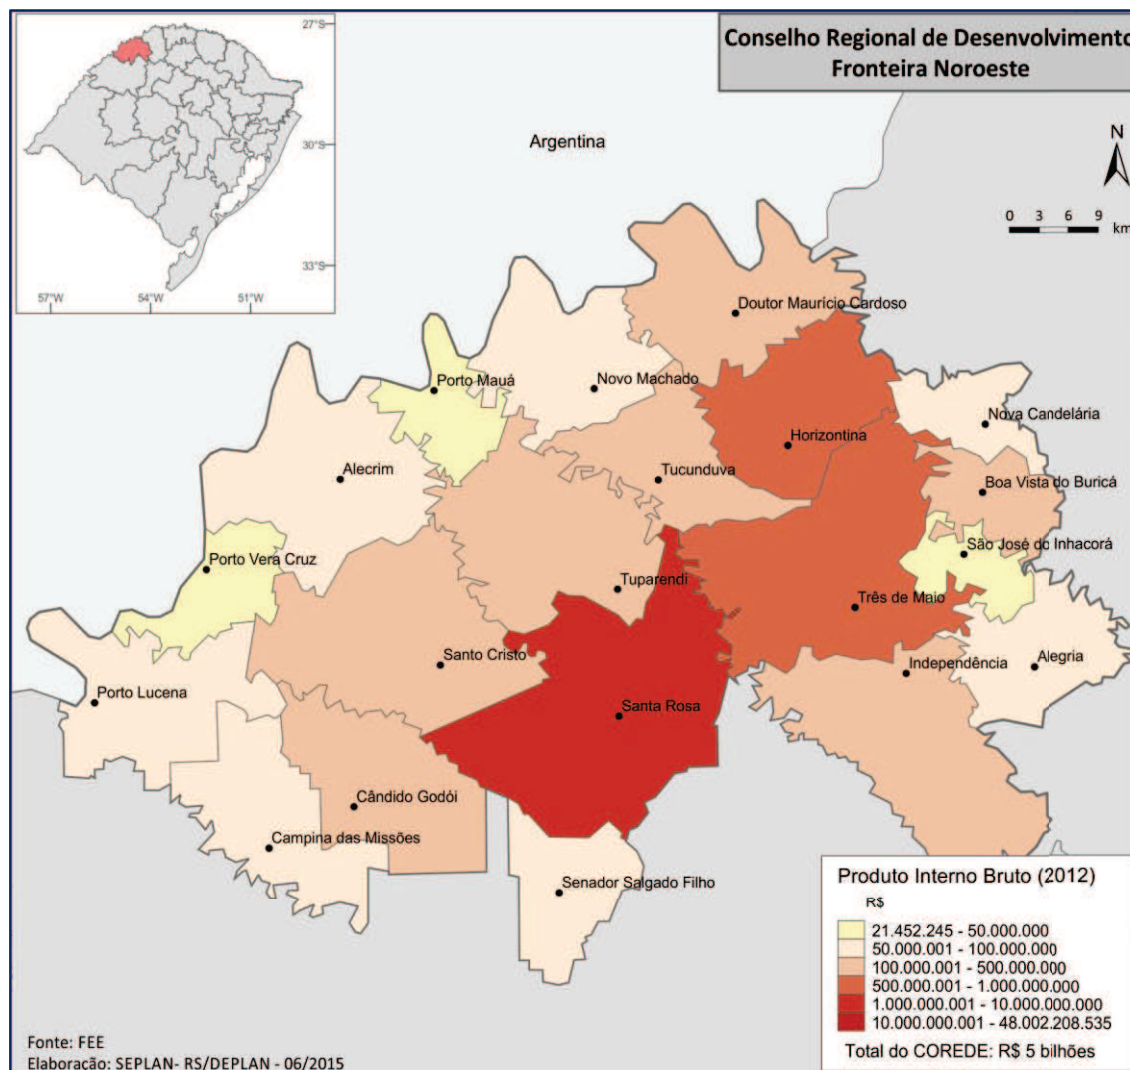 Conselho Regional de Desenvolvimento
Fronteira Noroeste
27°S
30°S
33°S
57°W
54°W
51°W
Argentina
N
0 3 6 9
km
Doutor Maurício Cardoso
Porto Mauá
Novo Machado
Nova Candelária
Horizontina
Alecrim
Tucunduva
Boa Vista do Buricá
Porto Vera Cruz
São José do Inhacorá
Tuparendi
Três de Maio
Santo Cristo
Independência
Alegria
Porto Lucena
Santa Rosa
Cândido Godói
Campina das Missões
Senador Salgado Filho
Produto Interno Bruto (2012)
R$
21.452.245 - 50.000.000
50.000.001 - 100.000.000
100.000.001 - 500.000.000
500.000.001 - 1.000.000.000
1.000.000.001 - 10.000.000.000
10.000.000.001 - 48.002.208.535
Total do COREDE: R$ 5 bilhões
Fonte: FEE
Elaboração: SEPLAN- RS/DEPLAN - 06/2015